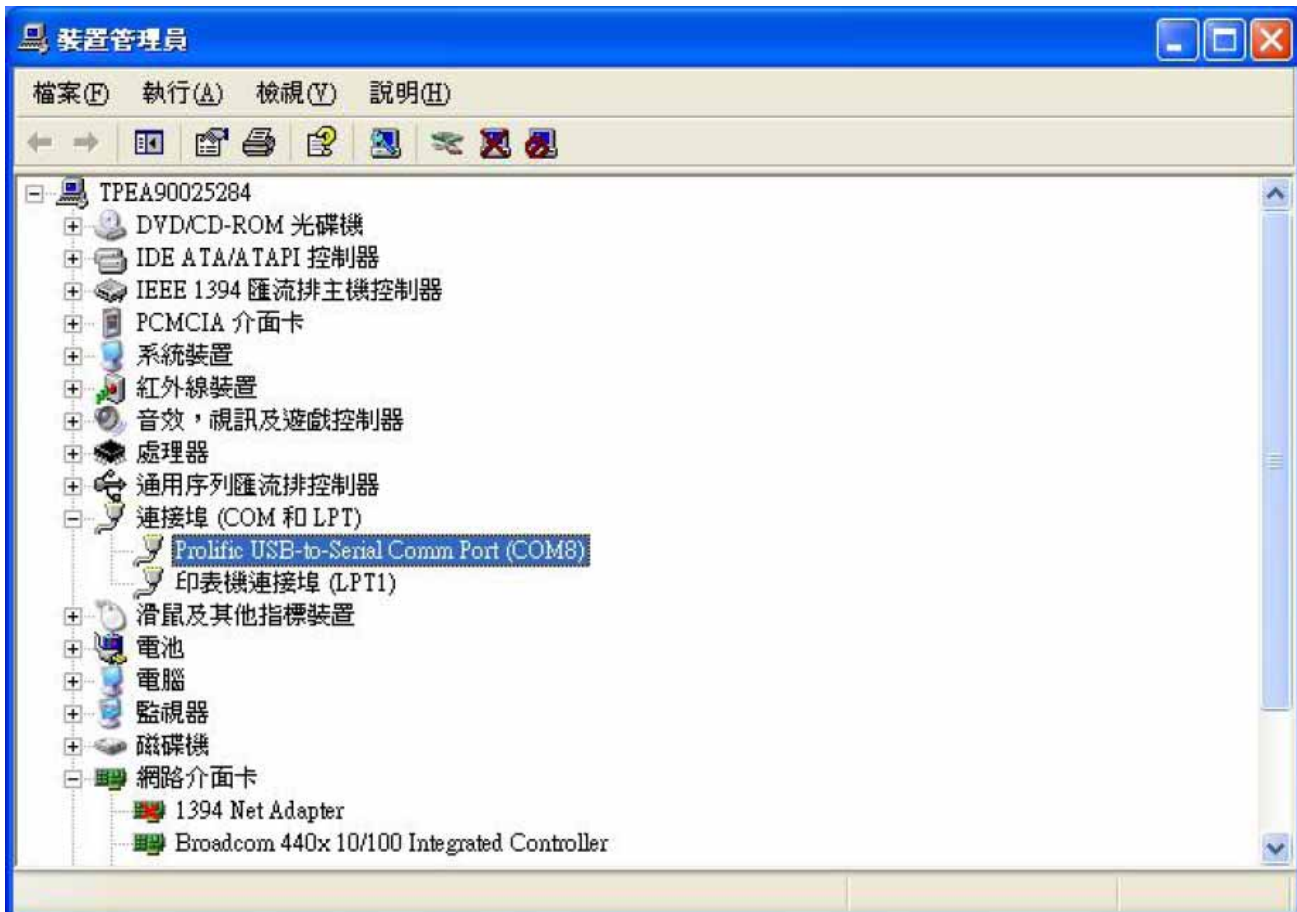 裝置管理員
檔案(F) 執行(A) 檢視(V) 說明(H)
TPEA90025284
DVD/CD-ROM 光碟機
IDE ATA/ATAPI 控制器
IEEE 1394 匯流排主機控制器
PCMCIA 介面卡
系統裝置
紅外線裝置
音效，視訊及遊戲控制器
處理器
通用序列匯流排控制器
連接埠 (COM 和 LPT)
Prolific USB-to-Serial Comm Port (COM8)
印表機連接埠 (LPT1)
滑鼠及其他指標裝置
電池
電腦
監視器
磁碟機
網路介面卡
1394 Net Adapter
Broadcom 440x 10/100 Integrated Controller